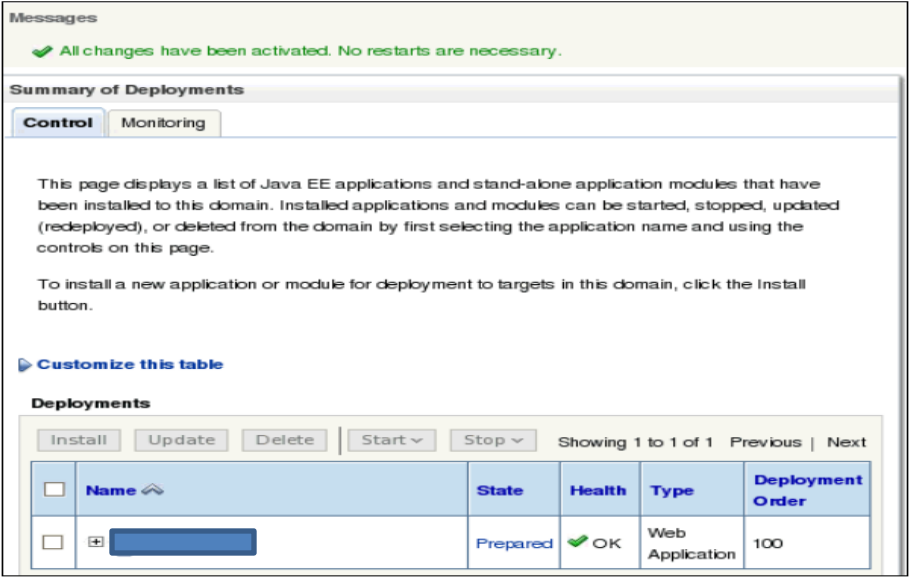 Messages
All changes have been activated. No restarts are necessary.
Summary of Deployments
Control Monitoring
This page displays a list of Java EE applications and stand-alone application modules that have
been installed to this domain. Installed applications and modules can be started, stopped, updated
(redeployed), or deleted from the domain by first selecting the application name and using the
controls on this page.
To install a new application or module for deployment to targets in this domain, click the Install
button.
Customize this table
Deployments
Install Update Delete Start Stop Showing 1 to 1 of 1 Previous | Next
Name State Health Type Deployment Order
Prepared OK Web Application 100